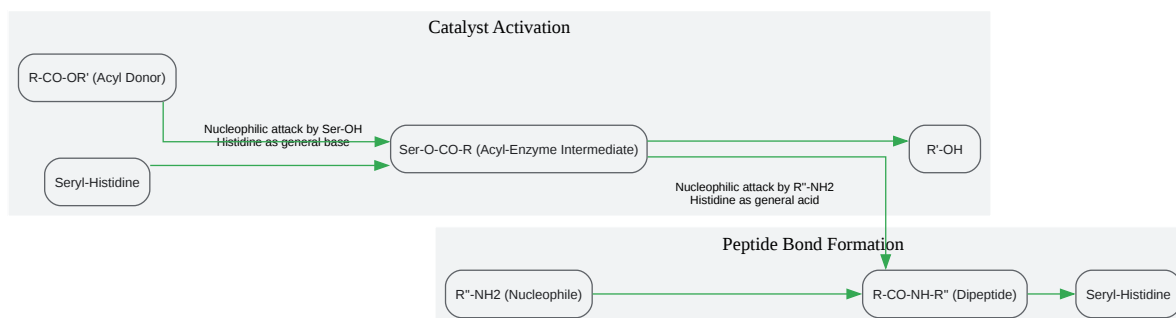 Catalyst Activation
R-CO-OR' (Acyl Donor)
Nucleophilic attack by Ser-OH
Histidine as general base
Ser-O-CO-R (Acyl-Enzyme Intermediate)
R'-OH
Seryl-Histidine
Nucleophilic attack by R"-NH2
Histidine as general acid
Peptide Bond Formation
R"-NH2 (Nucleophile)
R-CO-NH-R" (Dipeptide)
Seryl-Histidine